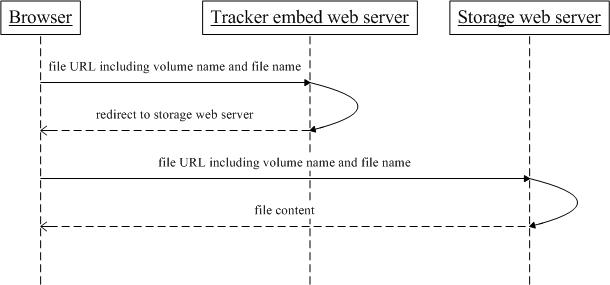 Browser
Tracker embed web server
Storage web server
file URL including volume name and file name
redirect to storage web server
file URL including volume name and file name
file content